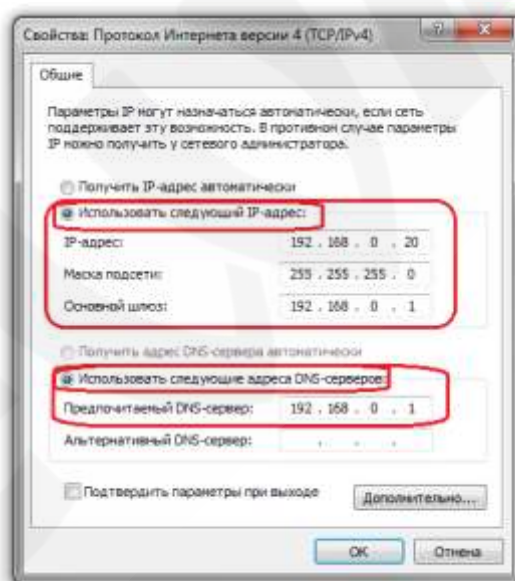 Свойства: Протокол Интернета версии 4 (TCP/IPv4)
Общие
Параметры IP могут назначаться автоматически, если сеть
поддерживает эту возможность. В противном случае параметры
IP можно получить у сетевого администратора.
Получить IP-адрес автоматически
Использовать следующий IP-адрес:
IP-адрес: 192 . 168 . 0 . 20
Маска подсети: 255 . 255 . 255 . 0
Основной шлюз: 192 . 168 . 0 . 1
Получить адрес DNS-сервера автоматически
Использовать следующие адреса DNS-серверов:
Предпочитаемый DNS-сервер: 192 . 168 . 0 . 1
Альтернативный DNS-сервер: . . .
Подтвердить параметры при выходе
Дополнительно...
ОК Отмена